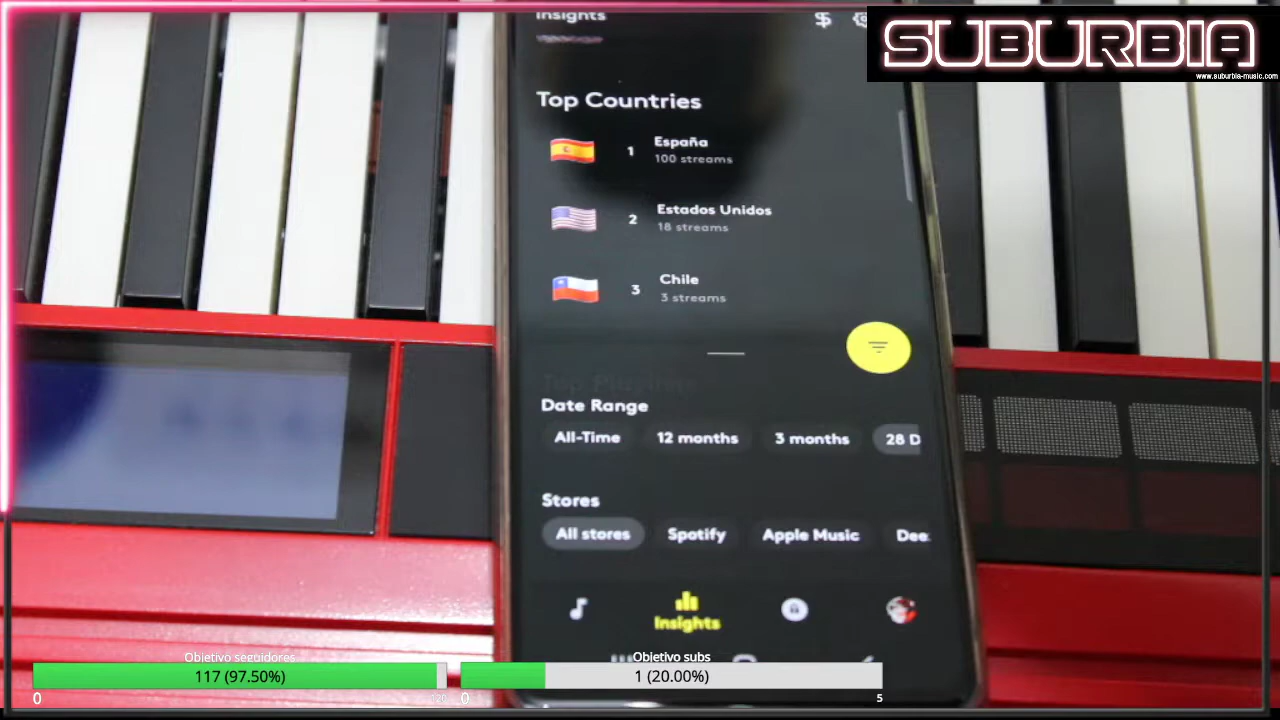 Insights
$
SUBURBIA
www.suburbia-music.com
Top Countries
1 España
100 streams
2 Estados Unidos
18 streams
3 Chile
3 streams
Date Range
All-Time 12 months 3 months 28 D
Stores
All stores Spotify Apple Music Dee
Insights
Objetivo seguidores
117 (97.50%)
0 120
Objetivo subs
1 (20.00%)
0 5